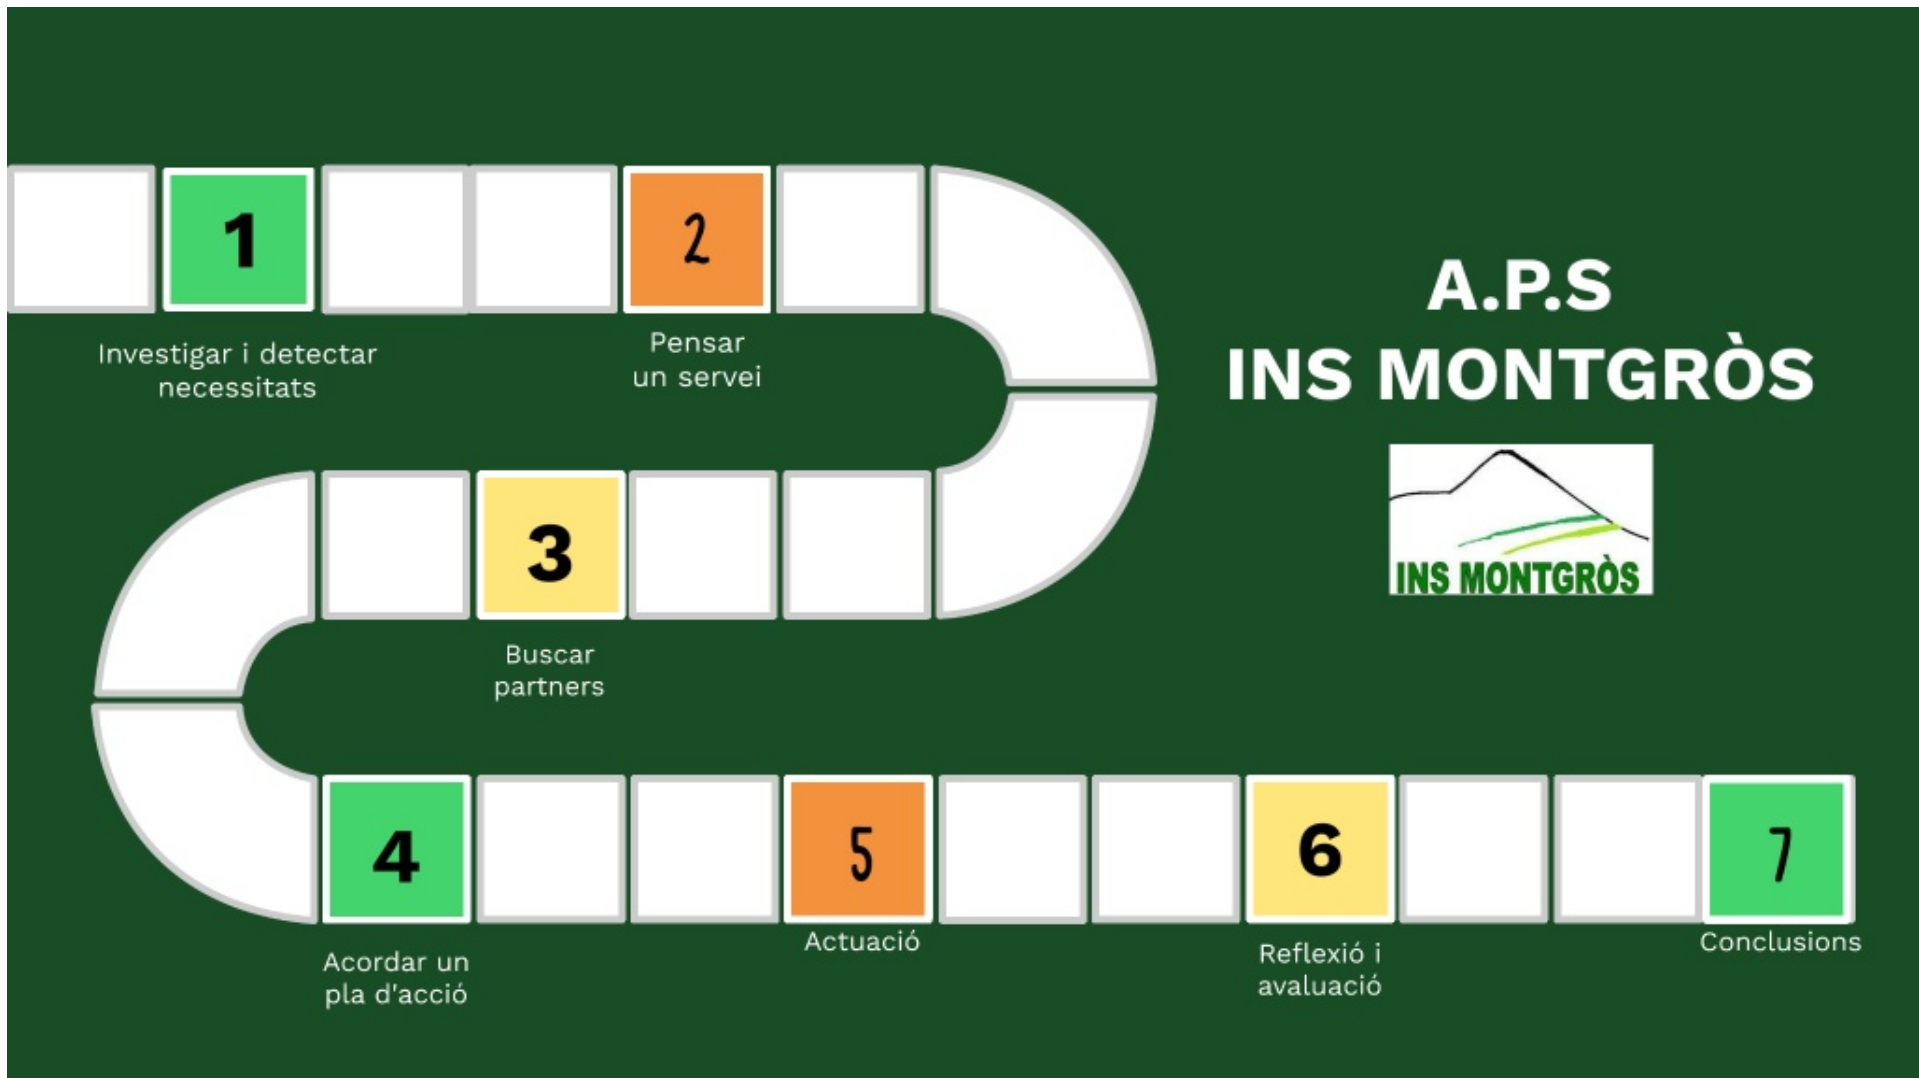 1
2
Investigar i detectar
necessitats
Pensar
un servei
A.P.S
INS MONTGRÒS
INS MONTGRÒS
3
Buscar
partners
4
5
6
7
Acordar un
pla d'acció
Actuació
Reflexió i
avaluació
Conclusions